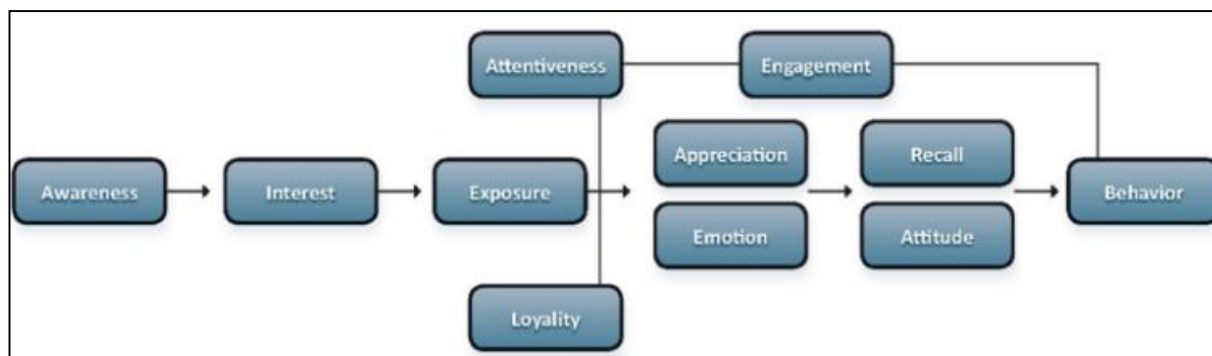 Attentiveness
Engagement
Appreciation
Recall
Awareness
Interest
Exposure
Behavior
Emotion
Attitude
Loyality